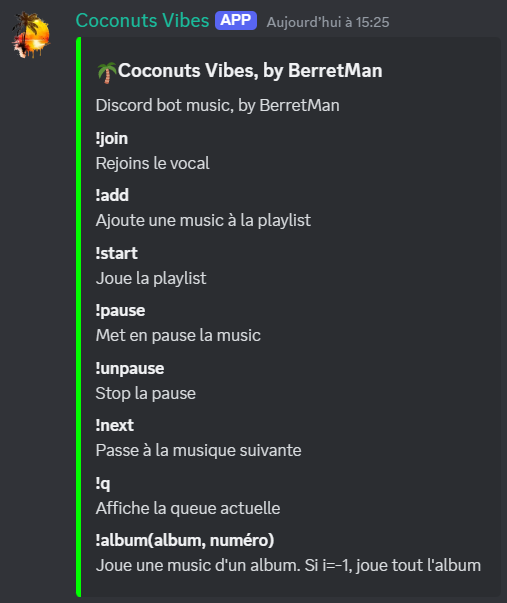 Coconuts Vibes APP Aujourd'hui à 15:25
🌴Coconuts Vibes, by BerretMan
Discord bot music, by BerretMan
!join
Rejoins le vocal
!add
Ajoute une music à la playlist
!start
Joue la playlist
!pause
Met en pause la music
!unpause
Stop la pause
!next
Passe à la musique suivante
!q
Affiche la queue actuelle
!album(album, numéro)
Joue une music d'un album. Si i=-1, joue tout l'album